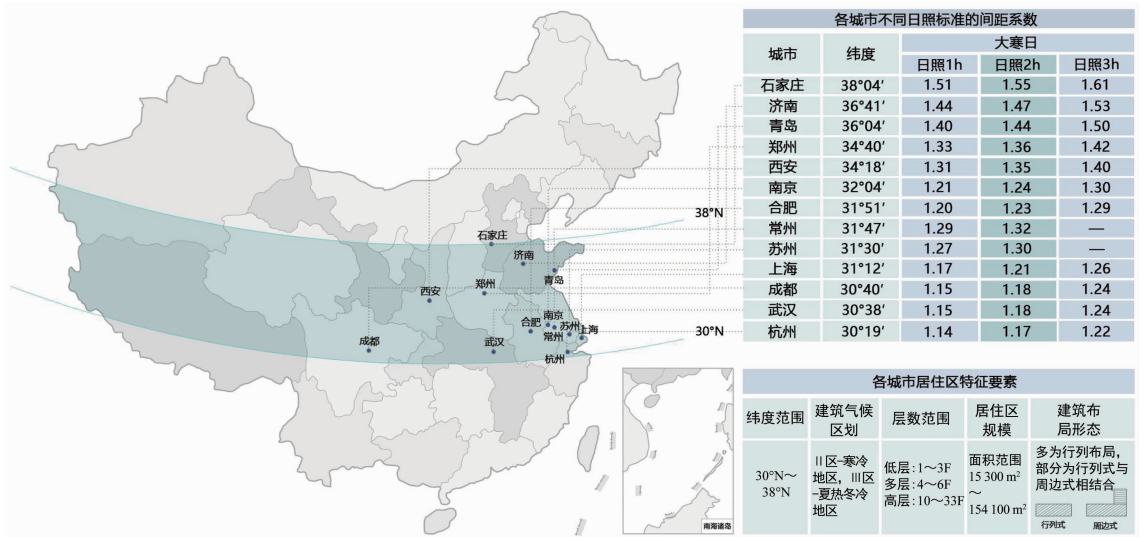 38°N
30°N
石家庄
济南
青岛
郑州
西安
南京
合肥
苏州
上海
常州
成都
武汉
杭州
南海诸岛
各城市不同日照标准的间距系数
城市 纬度 大寒日
日照1h 日照2h 日照3h
石家庄 38°04′ 1.51 1.55 1.61
济南 36°41′ 1.44 1.47 1.53
青岛 36°04′ 1.40 1.44 1.50
郑州 34°40′ 1.33 1.36 1.42
西安 34°18′ 1.31 1.35 1.40
南京 32°04′ 1.21 1.24 1.30
合肥 31°51′ 1.20 1.23 1.29
常州 31°47′ 1.29 1.32 —
苏州 31°30′ 1.27 1.30 —
上海 31°12′ 1.17 1.21 1.26
成都 30°40′ 1.15 1.18 1.24
武汉 30°38′ 1.15 1.18 1.24
杭州 30°19′ 1.14 1.17 1.22
各城市居住区特征要素
纬度范围
建筑气候
区划
层数范围
居住区
规模
建筑布
局形态
30°N～
38°N
Ⅱ区-寒冷
地区，Ⅲ区
-夏热冬冷
地区
低层：1～3F
多层：4～6F
高层：10～33F
面积范围
15 300 m²
～
154 100 m²
多为行列布局，
部分为行列式与
周边式相结合
行列式
周边式